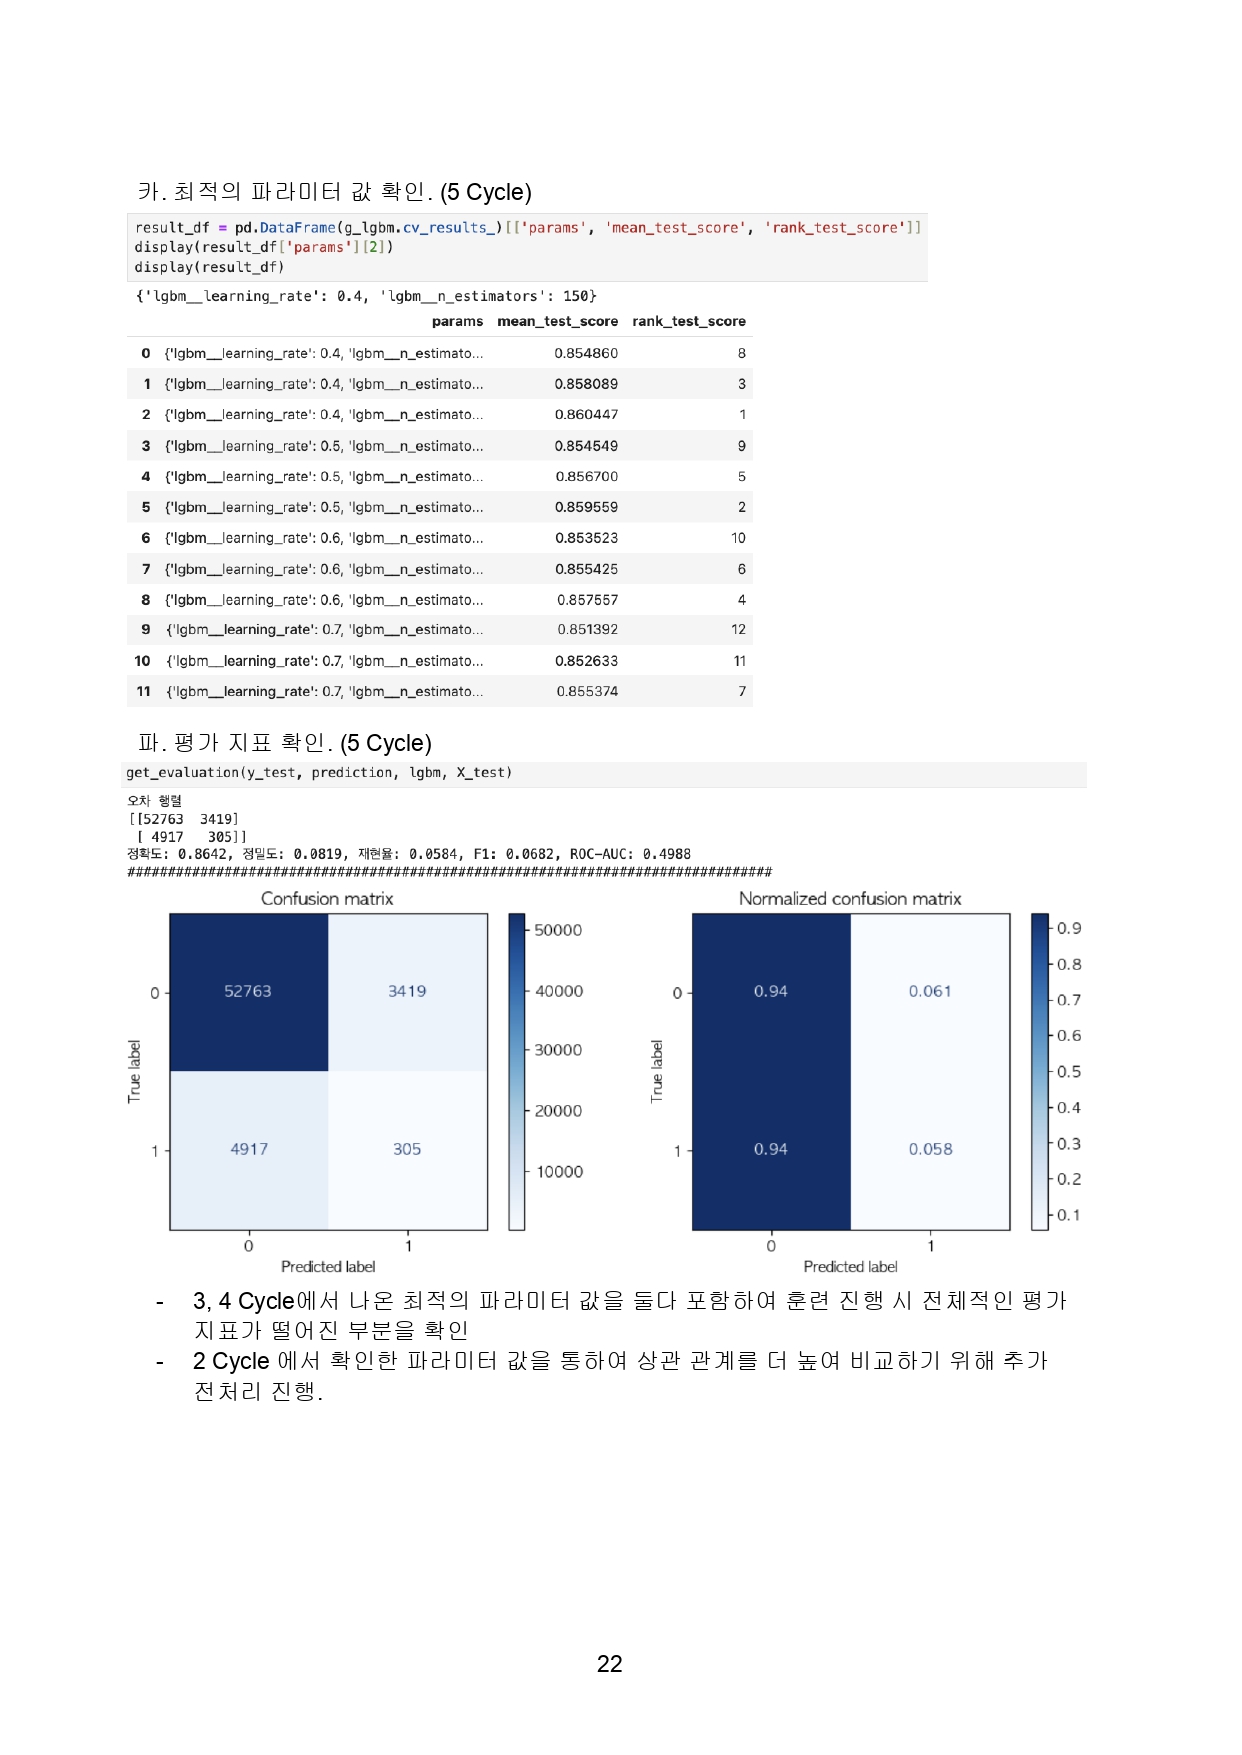 카. 최적의 파라미터 값 확인. (5 Cycle)
result_df = pd.DataFrame(g_lgbm.cv_results_)[['params', 'mean_test_score', 'rank_test_score']]
display(result_df['params'][2])
display(result_df)
{'lgbm__learning_rate': 0.4, 'lgbm__n_estimators': 150}
params mean_test_score rank_test_score
0 {'lgbm__learning_rate': 0.4, 'lgbm__n_estimato... 0.854860 8
1 {'lgbm__learning_rate': 0.4, 'lgbm__n_estimato... 0.858089 3
2 {'lgbm__learning_rate': 0.4, 'lgbm__n_estimato... 0.860447 1
3 {'lgbm__learning_rate': 0.5, 'lgbm__n_estimato... 0.854549 9
4 {'lgbm__learning_rate': 0.5, 'lgbm__n_estimato... 0.856700 5
5 {'lgbm__learning_rate': 0.5, 'lgbm__n_estimato... 0.859559 2
6 {'lgbm__learning_rate': 0.6, 'lgbm__n_estimato... 0.853523 10
7 {'lgbm__learning_rate': 0.6, 'lgbm__n_estimato... 0.855425 6
8 {'lgbm__learning_rate': 0.6, 'lgbm__n_estimato... 0.857557 4
9 {'lgbm__learning_rate': 0.7, 'lgbm__n_estimato... 0.851392 12
10 {'lgbm__learning_rate': 0.7, 'lgbm__n_estimato... 0.852633 11
11 {'lgbm__learning_rate': 0.7, 'lgbm__n_estimato... 0.855374 7
파. 평가 지표 확인. (5 Cycle)
get_evaluation(y_test, prediction, lgbm, X_test)
오차 행렬
[[52763 3419]
[ 4917 305]]
정확도: 0.8642, 정밀도: 0.0819, 재현율: 0.0584, F1: 0.0682, ROC-AUC: 0.4988
################################################################################
Confusion matrix
52763 3419
4917 305
0
1
True label
0 1
Predicted label
50000
40000
30000
20000
10000
Normalized confusion matrix
0.94 0.061
0.94 0.058
0
1
True label
0 1
Predicted label
0.9
0.8
0.7
0.6
0.5
0.4
0.3
0.2
0.1
- 3, 4 Cycle에서 나온 최적의 파라미터 값을 둘다 포함하여 훈련 진행 시 전체적인 평가
지표가 떨어진 부분을 확인
- 2 Cycle 에서 확인한 파라미터 값을 통하여 상관 관계를 더 높여 비교하기 위해 추가
전처리 진행.
22